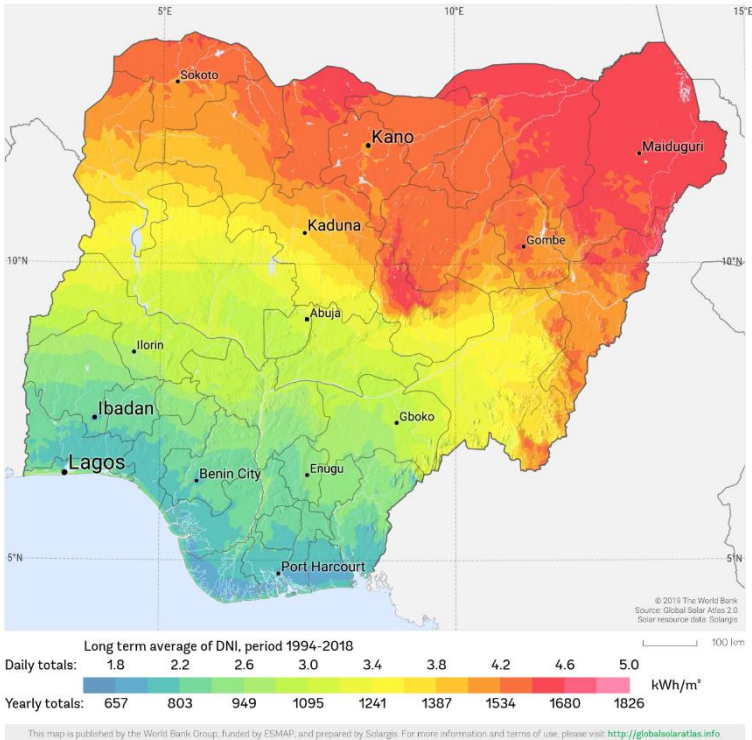 5°E 10°E 15°E
Sokoto
Kano
Maiduguri
Kaduna
Gombe
10°N 10°N
Abuja
Ilorin
Ibadan
Gboko
Lagos
Benin City
Enugu
5°N 5°N
Port Harcourt
© 2019 The World Bank
Source: Global Solar Atlas 2.0
Solar resource data: Solargis
100 km
Long term average of DNI, period 1994-2018
Daily totals: 1.8 2.2 2.6 3.0 3.4 3.8 4.2 4.6 5.0
kWh/m²
Yearly totals: 657 803 949 1095 1241 1387 1534 1680 1826
This map is published by the World Bank Group, funded by ESMAP, and prepared by Solargis. For more information and terms of use, please visit http://globalsolaratlas.info.